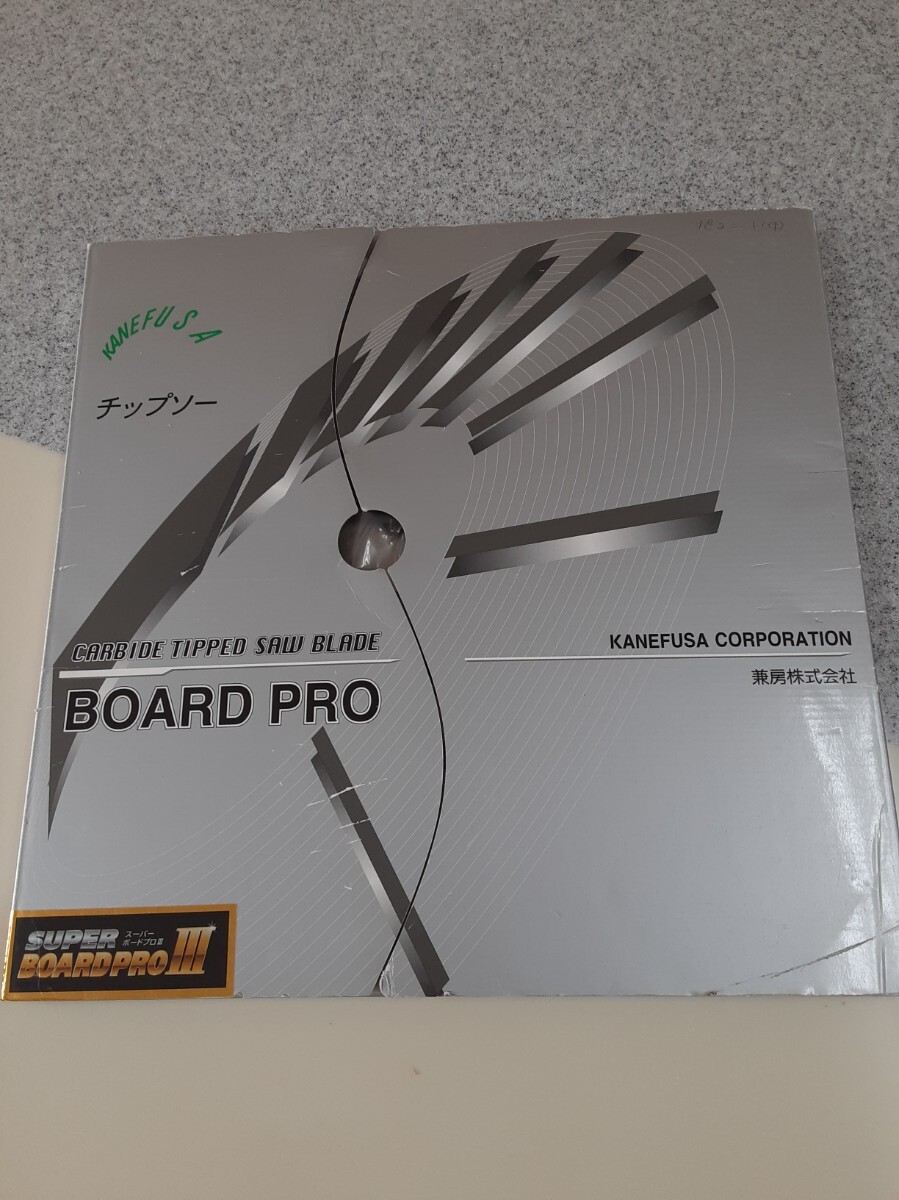 KANEFUSA
チップソー
CARBIDE TIPPED SAW BLADE
BOARD PRO
KANEFUSA CORPORATION
兼房株式会社
SUPER
スーパー
ボードプロⅢ
BOARDPRO III